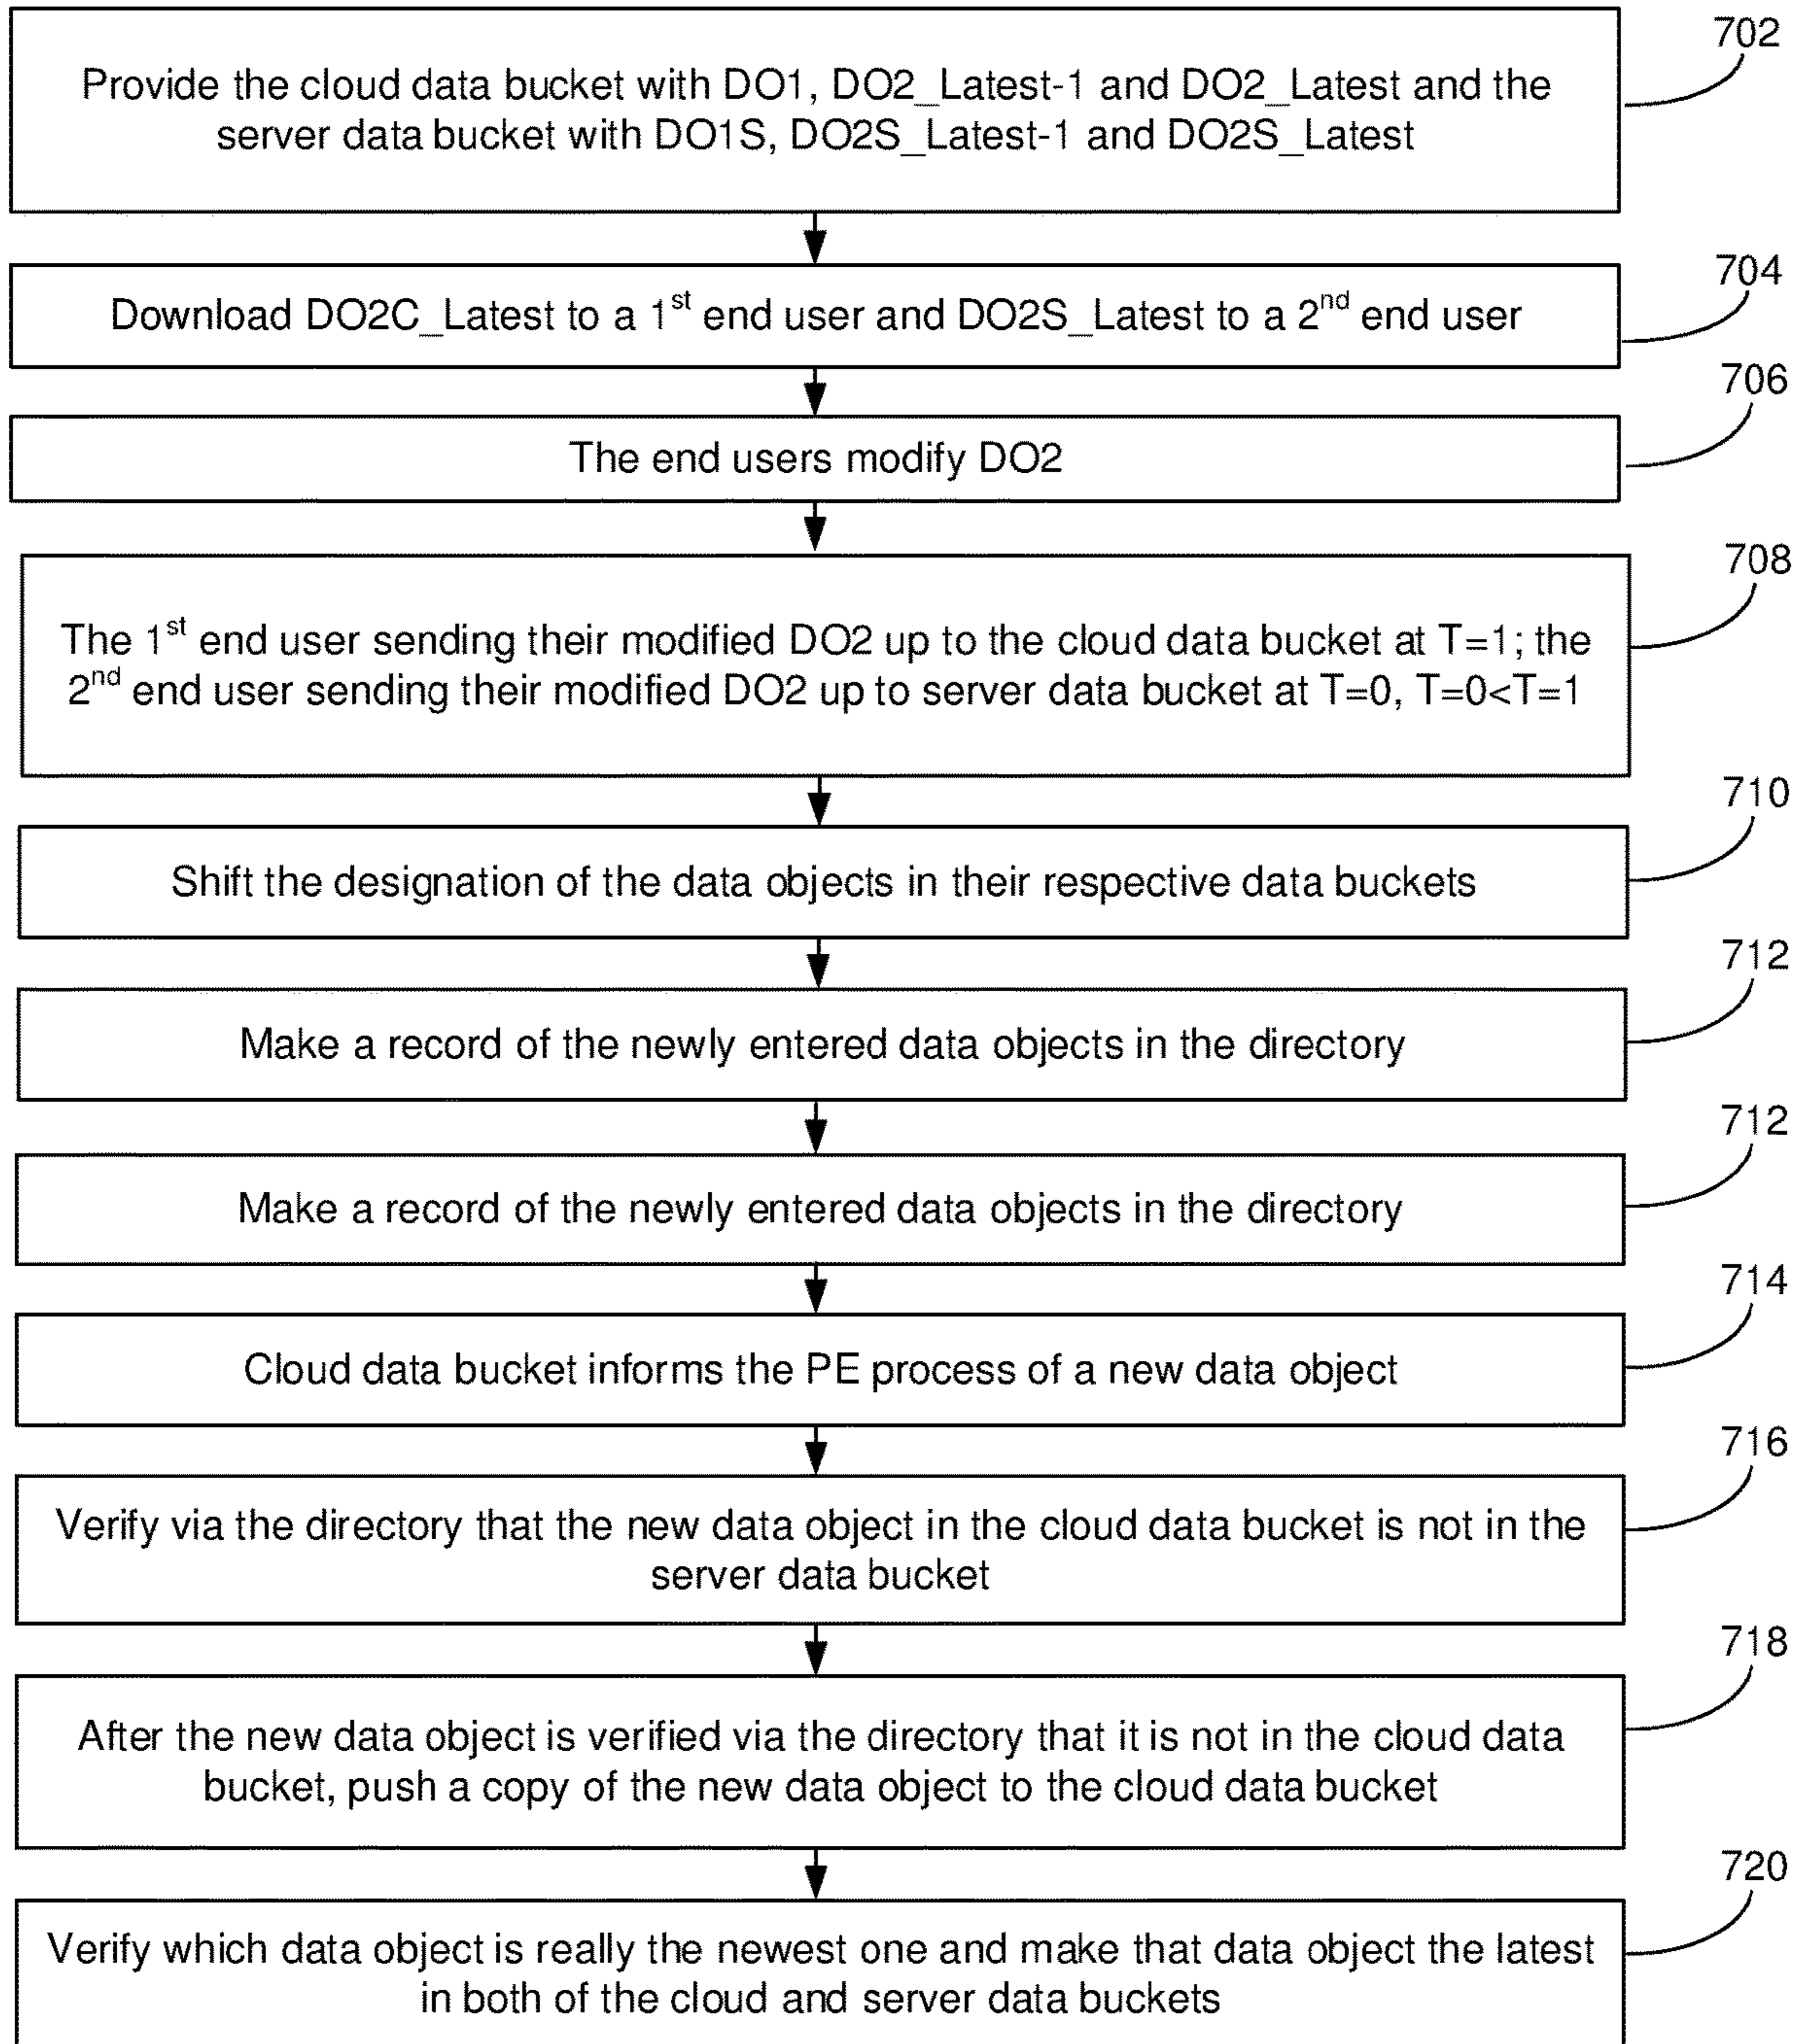 702
Provide the cloud data bucket with DO1, DO2_Latest-1 and DO2_Latest and the
server data bucket with DO1S, DO2S_Latest-1 and DO2S_Latest
704
Download DO2C_Latest to a 1st end user and DO2S_Latest to a 2nd end user
706
The end users modify DO2
708
The 1st end user sending their modified DO2 up to the cloud data bucket at T=1; the
2nd end user sending their modified DO2 up to server data bucket at T=0, T=0<T=1
710
Shift the designation of the data objects in their respective data buckets
712
Make a record of the newly entered data objects in the directory
712
Make a record of the newly entered data objects in the directory
714
Cloud data bucket informs the PE process of a new data object
716
Verify via the directory that the new data object in the cloud data bucket is not in the
server data bucket
718
After the new data object is verified via the directory that it is not in the cloud data
bucket, push a copy of the new data object to the cloud data bucket
720
Verify which data object is really the newest one and make that data object the latest
in both of the cloud and server data buckets